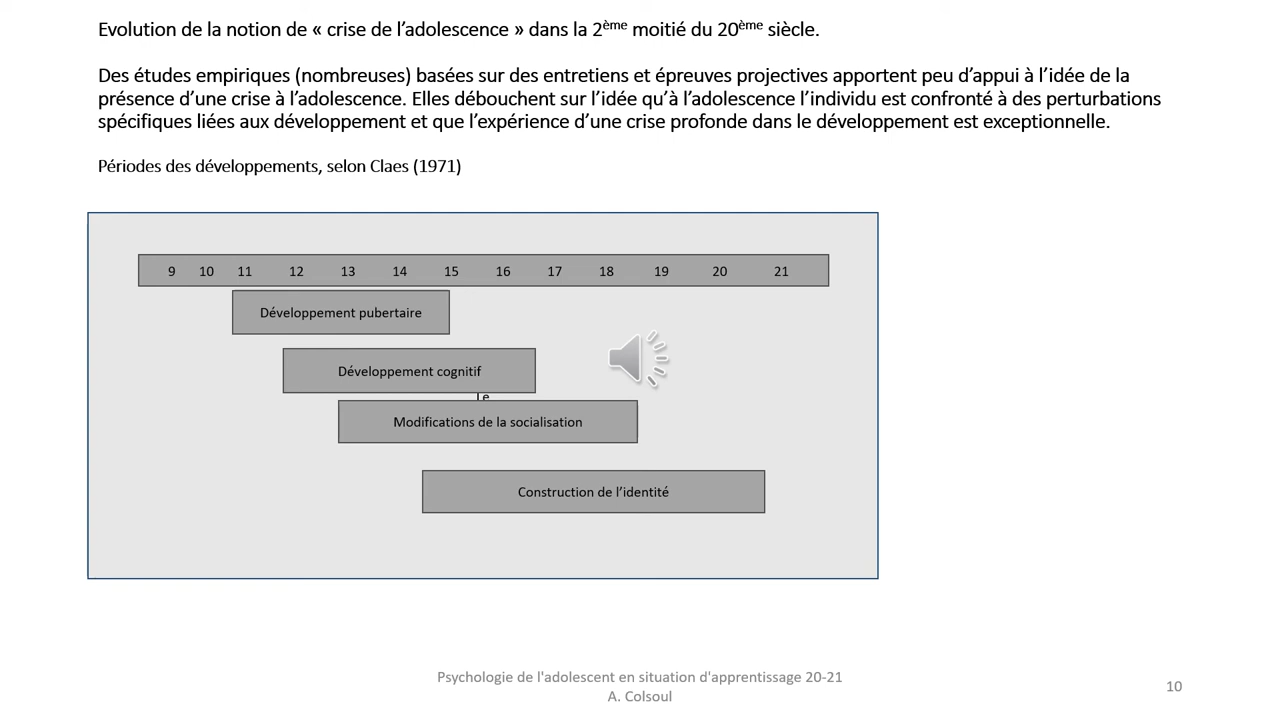 Evolution de la notion de « crise de l’adolescence » dans la 2ème moitié du 20ème siècle.
Des études empiriques (nombreuses) basées sur des entretiens et épreuves projectives apportent peu d’appui à l’idée de la
présence d’une crise à l’adolescence. Elles débouchent sur l’idée qu’à l’adolescence l’individu est confronté à des perturbations
spécifiques liées aux développement et que l’expérience d’une crise profonde dans le développement est exceptionnelle.
Périodes des développements, selon Claes (1971)
9 10 11 12 13 14 15 16 17 18 19 20 21
Développement pubertaire
Développement cognitif
Modifications de la socialisation
Construction de l’identité
Psychologie de l'adolescent en situation d'apprentissage 20-21
A. Colsoul
10